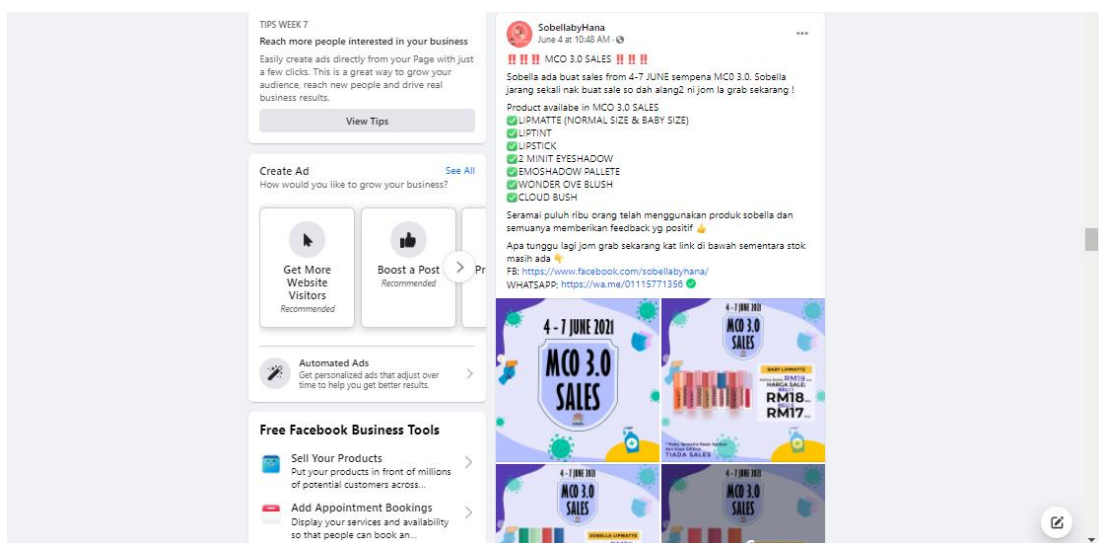 TIPS WEEK 7
Reach more people interested in your business
Easily create ads directly from your Page with just
a few clicks. This is a great way to grow your
audience, reach new people and drive real
business results.
View Tips
Create Ad
See All
How would you like to grow your business?
Get More
Website
Visitors
Recommended
Boost a Post
Recommended
Pr
Automated Ads
Get personalized ads that adjust over
time to help you get better results.
Free Facebook Business Tools
Sell Your Products
Put your products in front of millions
of potential customers across...
Add Appointment Bookings
Display your services and availability
so that people can book an...
SobellabyHana
June 4 at 10:48 AM ·
‼️ ‼️ ‼️ MCO 3.0 SALES ‼️ ‼️ ‼️
Sobella ada buat sales from 4-7 JUNE sempena MC0 3.0. Sobella
jarang sekali nak buat sale so dah alang2 ni jom la grab sekarang !
Product availabe in MCO 3.0 SALES
✅LIPMATTE (NORMAL SIZE & BABY SIZE)
✅LIPTINT
✅LIPSTICK
✅2 MINIT EYESHADOW
✅EMOSHADOW PALLETE
✅WONDER OVE BLUSH
✅CLOUD BUSH
Seramai puluh ribu orang telah menggunakan produk sobella dan
semuanya memberikan feedback yg positif 👍
Apa tunggu lagi jom grab sekarang kat link di bawah sementara stok
masih ada 👇
FB: https://www.facebook.com/sobellabyhana/
WHATSAPP: https://wa.me/01115771356 ✅
4 - 7 JUNE 2021
MCO 3.0
SALES
4 - 7 JUNE 2021
MCO 3.0
SALES
BABY LIPMATTE
RM19
HARGA SALE:
RM18
RM17
TIADA SALES
4 - 7 JUNE 2021
MCO 3.0
SALES
SOBELLA LIPMATTE
4 - 7 JUNE 2021
MCO 3.0
SALES